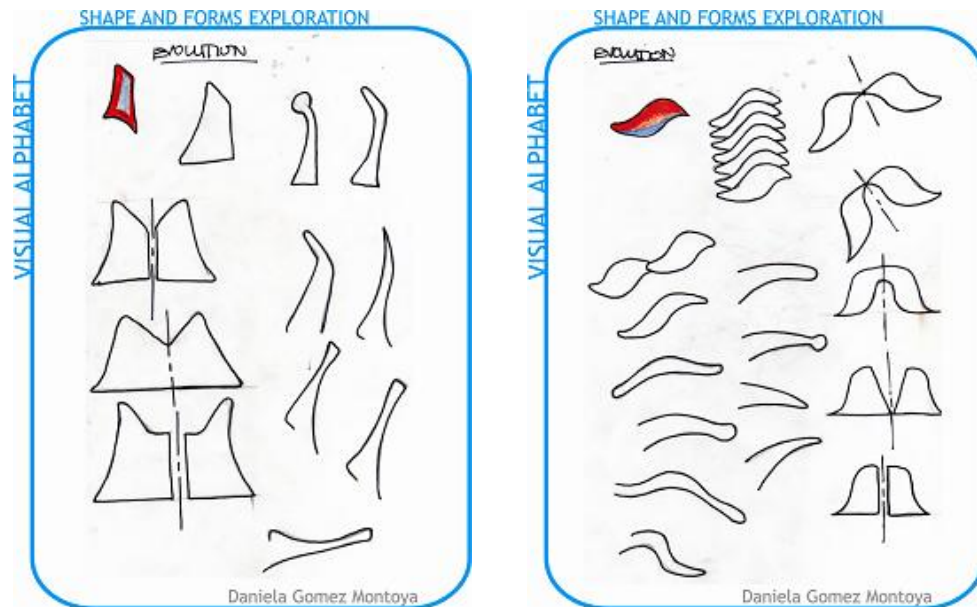 SHAPE AND FORMS EXPLORATION
VISUAL ALPHABET
EVOLUTION
Daniela Gomez Montoya
SHAPE AND FORMS EXPLORATION
VISUAL ALPHABET
EVOLUTION
Daniela Gomez Montoya